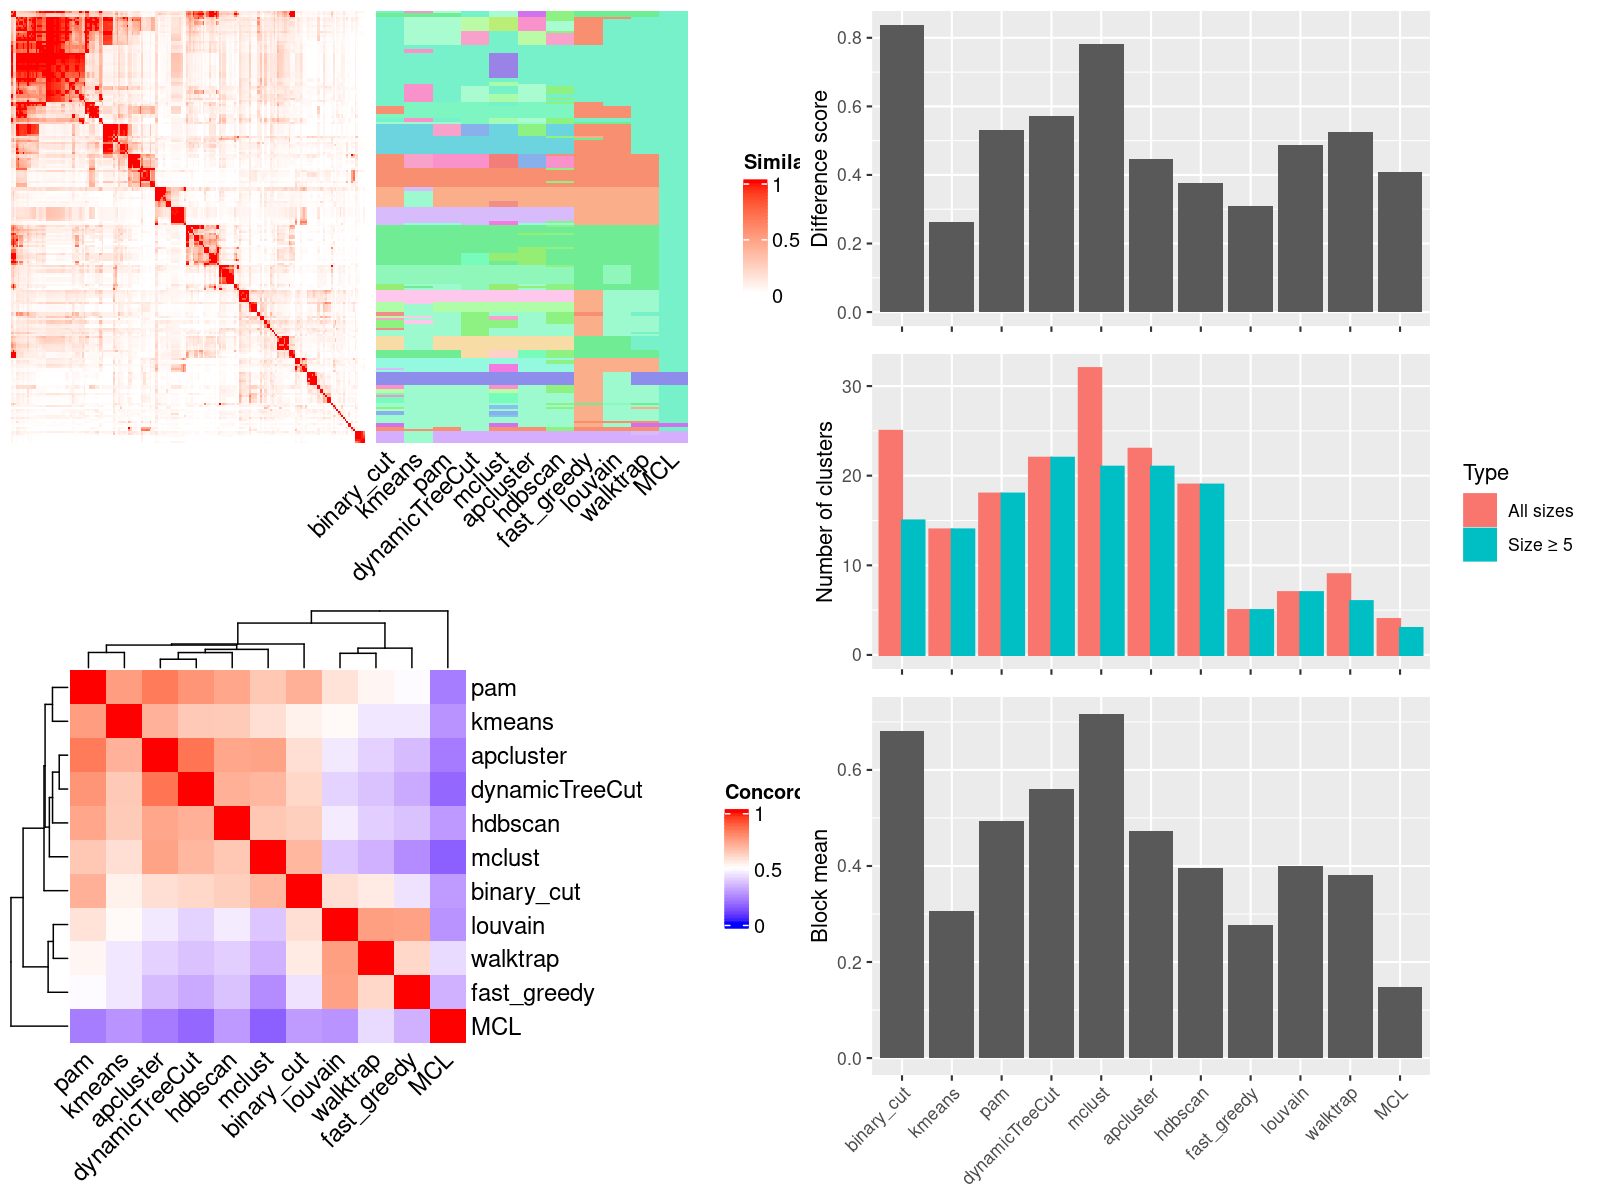 Simila
1
0.5
0
binary_cut
kmeans
pam
dynamicTreeCut
mclust
apcluster
hdbscan
fast_greedy
louvain
walktrap
MCL
pam
kmeans
apcluster
dynamicTreeCut
hdbscan
mclust
binary_cut
louvain
walktrap
fast_greedy
MCL
pam
kmeans
apcluster
dynamicTreeCut
hdbscan
mclust
binary_cut
louvain
walktrap
fast_greedy
MCL
Concord
1
0.5
0
Difference score
0.8
0.6
0.4
0.2
0.0
Number of clusters
30
20
10
0
Type
All sizes
Size ≥ 5
Block mean
0.6
0.4
0.2
0.0
binary_cut
kmeans
pam
dynamicTreeCut
mclust
apcluster
hdbscan
fast_greedy
louvain
walktrap
MCL